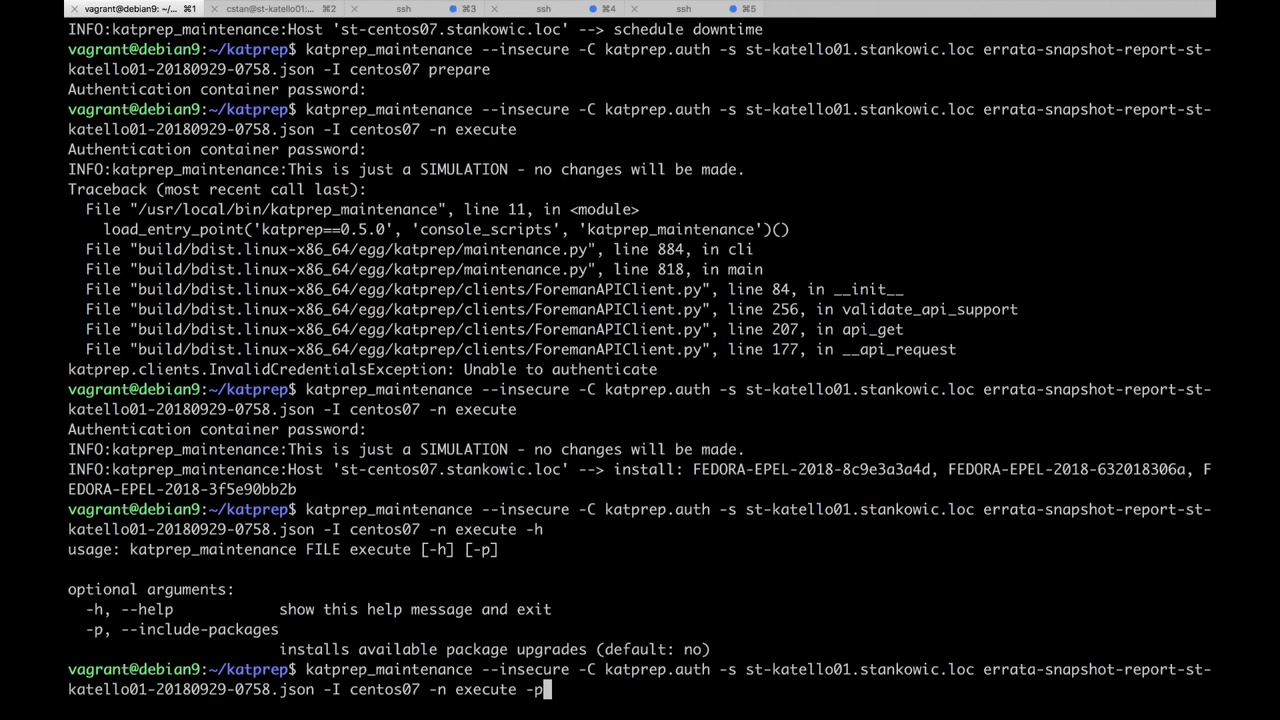 vagrant@debian9: ~/... ⌘1 cstan@st-katello01:... ⌘2 ssh ⌘3 ssh ⌘4 ssh ⌘5
INFO:katprep_maintenance:Host 'st-centos07.stankowic.loc' --> schedule downtime
vagrant@debian9:~/katprep$ katprep_maintenance --insecure -C katprep.auth -s st-katello01.stankowic.loc errata-snapshot-report-st-
katello01-20180929-0758.json -I centos07 prepare
Authentication container password:
vagrant@debian9:~/katprep$ katprep_maintenance --insecure -C katprep.auth -s st-katello01.stankowic.loc errata-snapshot-report-st-
katello01-20180929-0758.json -I centos07 -n execute
Authentication container password:
INFO:katprep_maintenance:This is just a SIMULATION - no changes will be made.
Traceback (most recent call last):
File "/usr/local/bin/katprep_maintenance", line 11, in <module>
load_entry_point('katprep==0.5.0', 'console_scripts', 'katprep_maintenance')()
File "build/bdist.linux-x86_64/egg/katprep/maintenance.py", line 884, in cli
File "build/bdist.linux-x86_64/egg/katprep/maintenance.py", line 818, in main
File "build/bdist.linux-x86_64/egg/katprep/clients/ForemanAPIClient.py", line 84, in __init__
File "build/bdist.linux-x86_64/egg/katprep/clients/ForemanAPIClient.py", line 256, in validate_api_support
File "build/bdist.linux-x86_64/egg/katprep/clients/ForemanAPIClient.py", line 207, in api_get
File "build/bdist.linux-x86_64/egg/katprep/clients/ForemanAPIClient.py", line 177, in __api_request
katprep.clients.InvalidCredentialsException: Unable to authenticate
vagrant@debian9:~/katprep$ katprep_maintenance --insecure -C katprep.auth -s st-katello01.stankowic.loc errata-snapshot-report-st-
katello01-20180929-0758.json -I centos07 -n execute
Authentication container password:
INFO:katprep_maintenance:This is just a SIMULATION - no changes will be made.
INFO:katprep_maintenance:Host 'st-centos07.stankowic.loc' --> install: FEDORA-EPEL-2018-8c9e3a3a4d, FEDORA-EPEL-2018-632018306a, F
EDORA-EPEL-2018-3f5e90bb2b
vagrant@debian9:~/katprep$ katprep_maintenance --insecure -C katprep.auth -s st-katello01.stankowic.loc errata-snapshot-report-st-
katello01-20180929-0758.json -I centos07 -n execute -h
usage: katprep_maintenance FILE execute [-h] [-p]
optional arguments:
-h, --help show this help message and exit
-p, --include-packages
installs available package upgrades (default: no)
vagrant@debian9:~/katprep$ katprep_maintenance --insecure -C katprep.auth -s st-katello01.stankowic.loc errata-snapshot-report-st-
katello01-20180929-0758.json -I centos07 -n execute -p